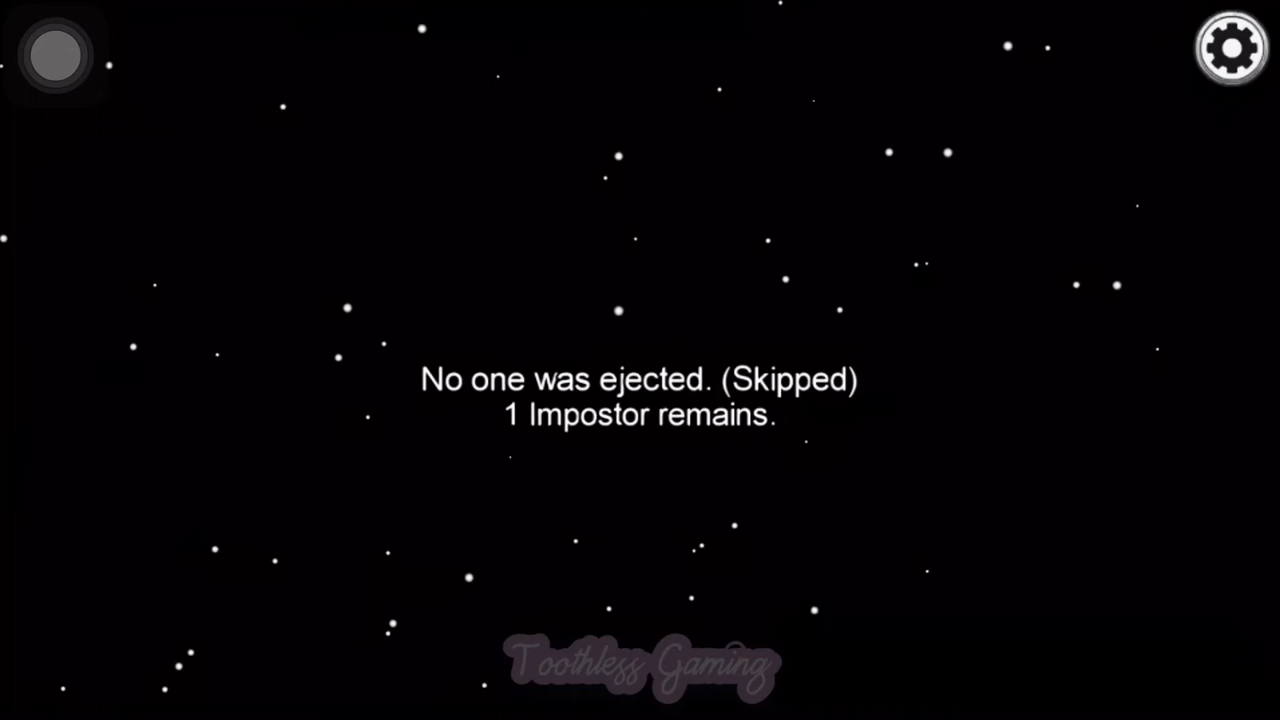 No one was ejected. (Skipped)
1 Impostor remains.
Toothless Gaming